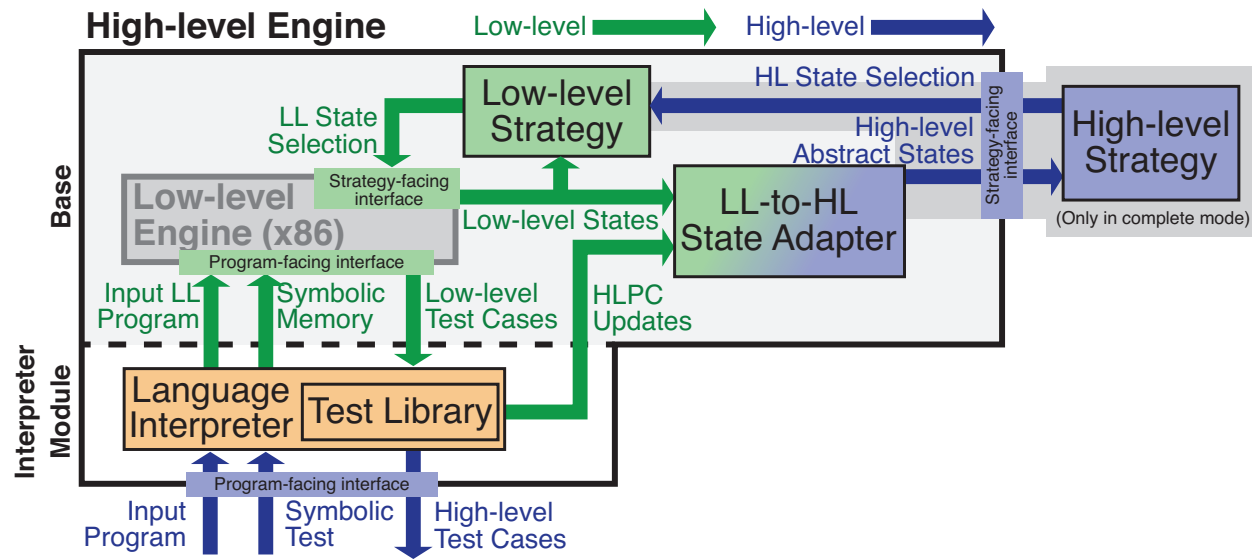 High-level Engine
Low-level
High-level
Base
HL State Selection
Low-level
Strategy
LL State
Selection
High-level
Abstract States
Strategy-facing
interface
High-level
Strategy
(Only in complete mode)
Strategy-facing
interface
Low-level
Engine (x86)
Low-level States
LL-to-HL
State Adapter
Program-facing interface
Input LL
Program
Symbolic
Memory
Low-level
Test Cases
HLPC
Updates
Interpreter
Module
Language
Interpreter
Test Library
Program-facing interface
Input
Program
Symbolic
Test
High-level
Test Cases